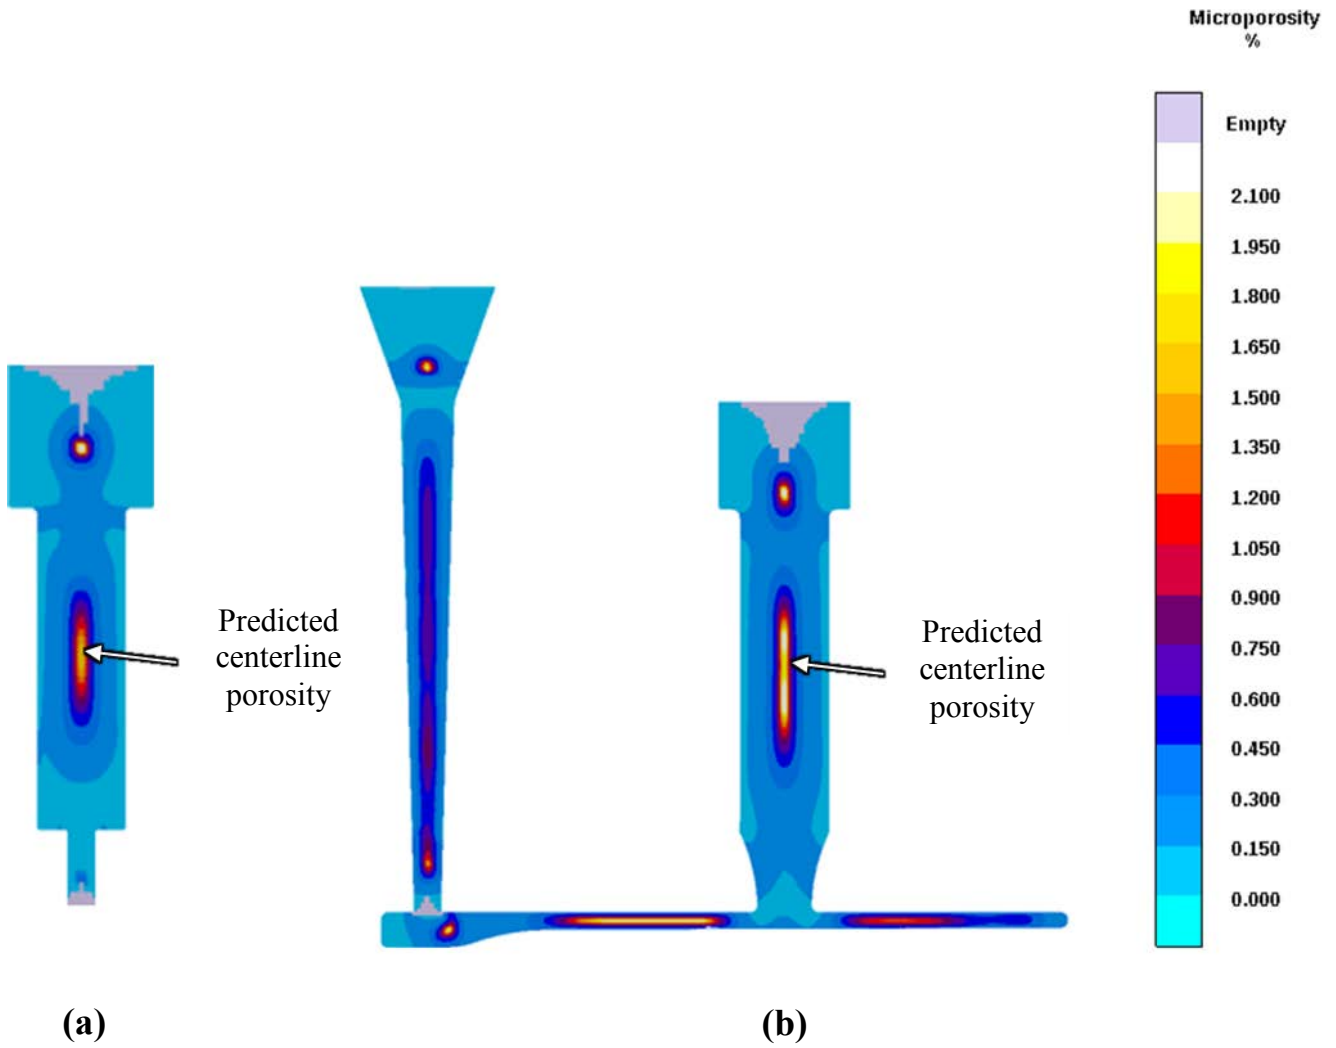 Microporosity
%
Empty
2.100
1.950
1.800
1.650
1.500
1.350
1.200
1.050
0.900
0.750
0.600
0.450
0.300
0.150
0.000
Predicted
centerline
porosity
Predicted
centerline
porosity
(a)
(b)